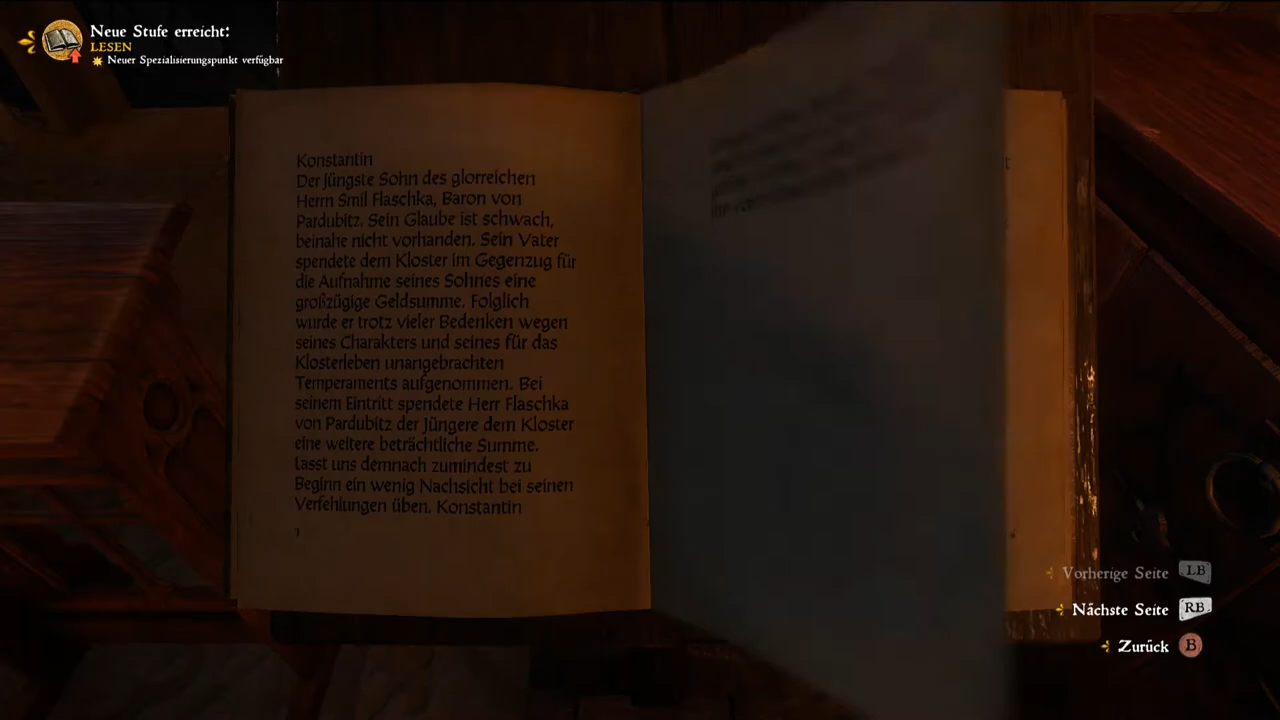 Neue Stufe erreicht:
LESEN
Neuer Spezialisierungspunkt verfügbar
Konstantin
Der Jüngste Sohn des glorreichen
Herrn Smil Flaschka, Baron von
Pardubitz. Sein Glaube ist schwach,
beinahe nicht vorhanden. Sein Vater
spendete dem Kloster im Gegenzug für
die Aufnahme seines Sohnes eine
großzügige Geldsumme. Folglich
wurde er trotz vieler Bedenken wegen
seines Charakters und seines für das
Klosterleben unangebrachten
Temperaments aufgenommen. Bei
seinem Eintritt spendete Herr Flaschka
von Pardubitz der Jüngere dem Kloster
eine weitere beträchtliche Summe.
Lasst uns demnach zumindest zu
Beginn ein wenig Nachsicht bei seinen
Verfehlungen üben. Konstantin
Vorherige Seite LB
Nächste Seite RB
Zurück B